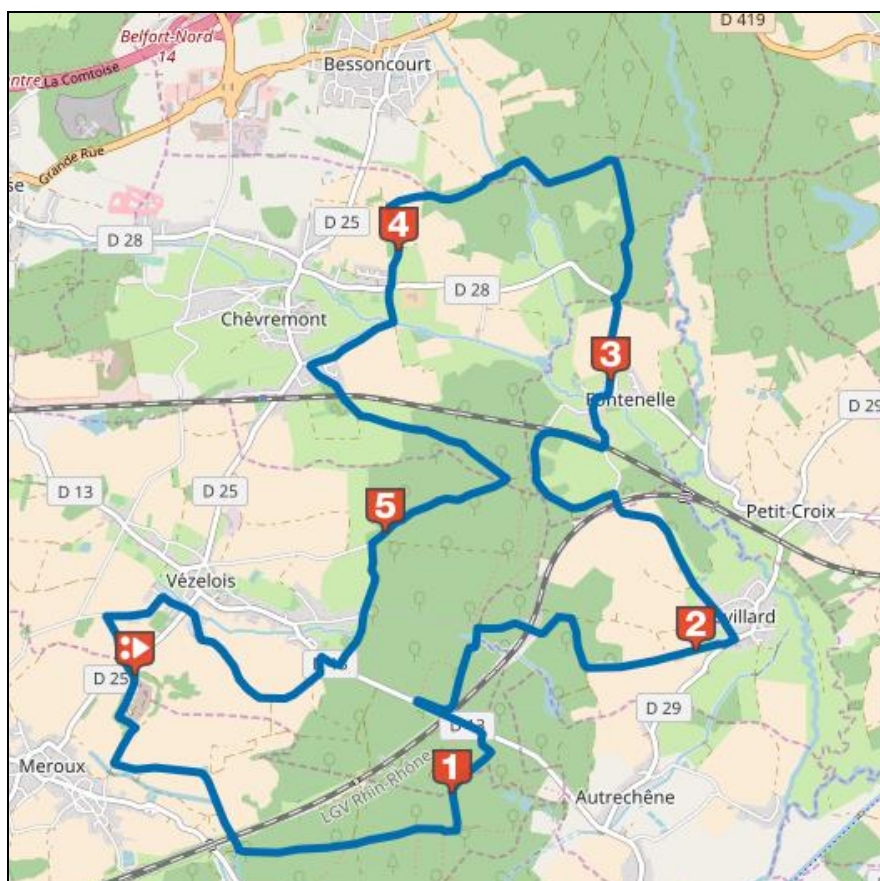 D 419
Belfort-Nord
14
Bessoncourt
La Comtoise
Grande Rue
D 25
4
D 28
D 28
Chèvremont
3
Fontenelle
D 29
D 13
D 25
5
Petit-Croix
Vézelois
2
D 25
D 29
D 13
Meroux
1
LGV Rhin-Rhône
Autrechêne